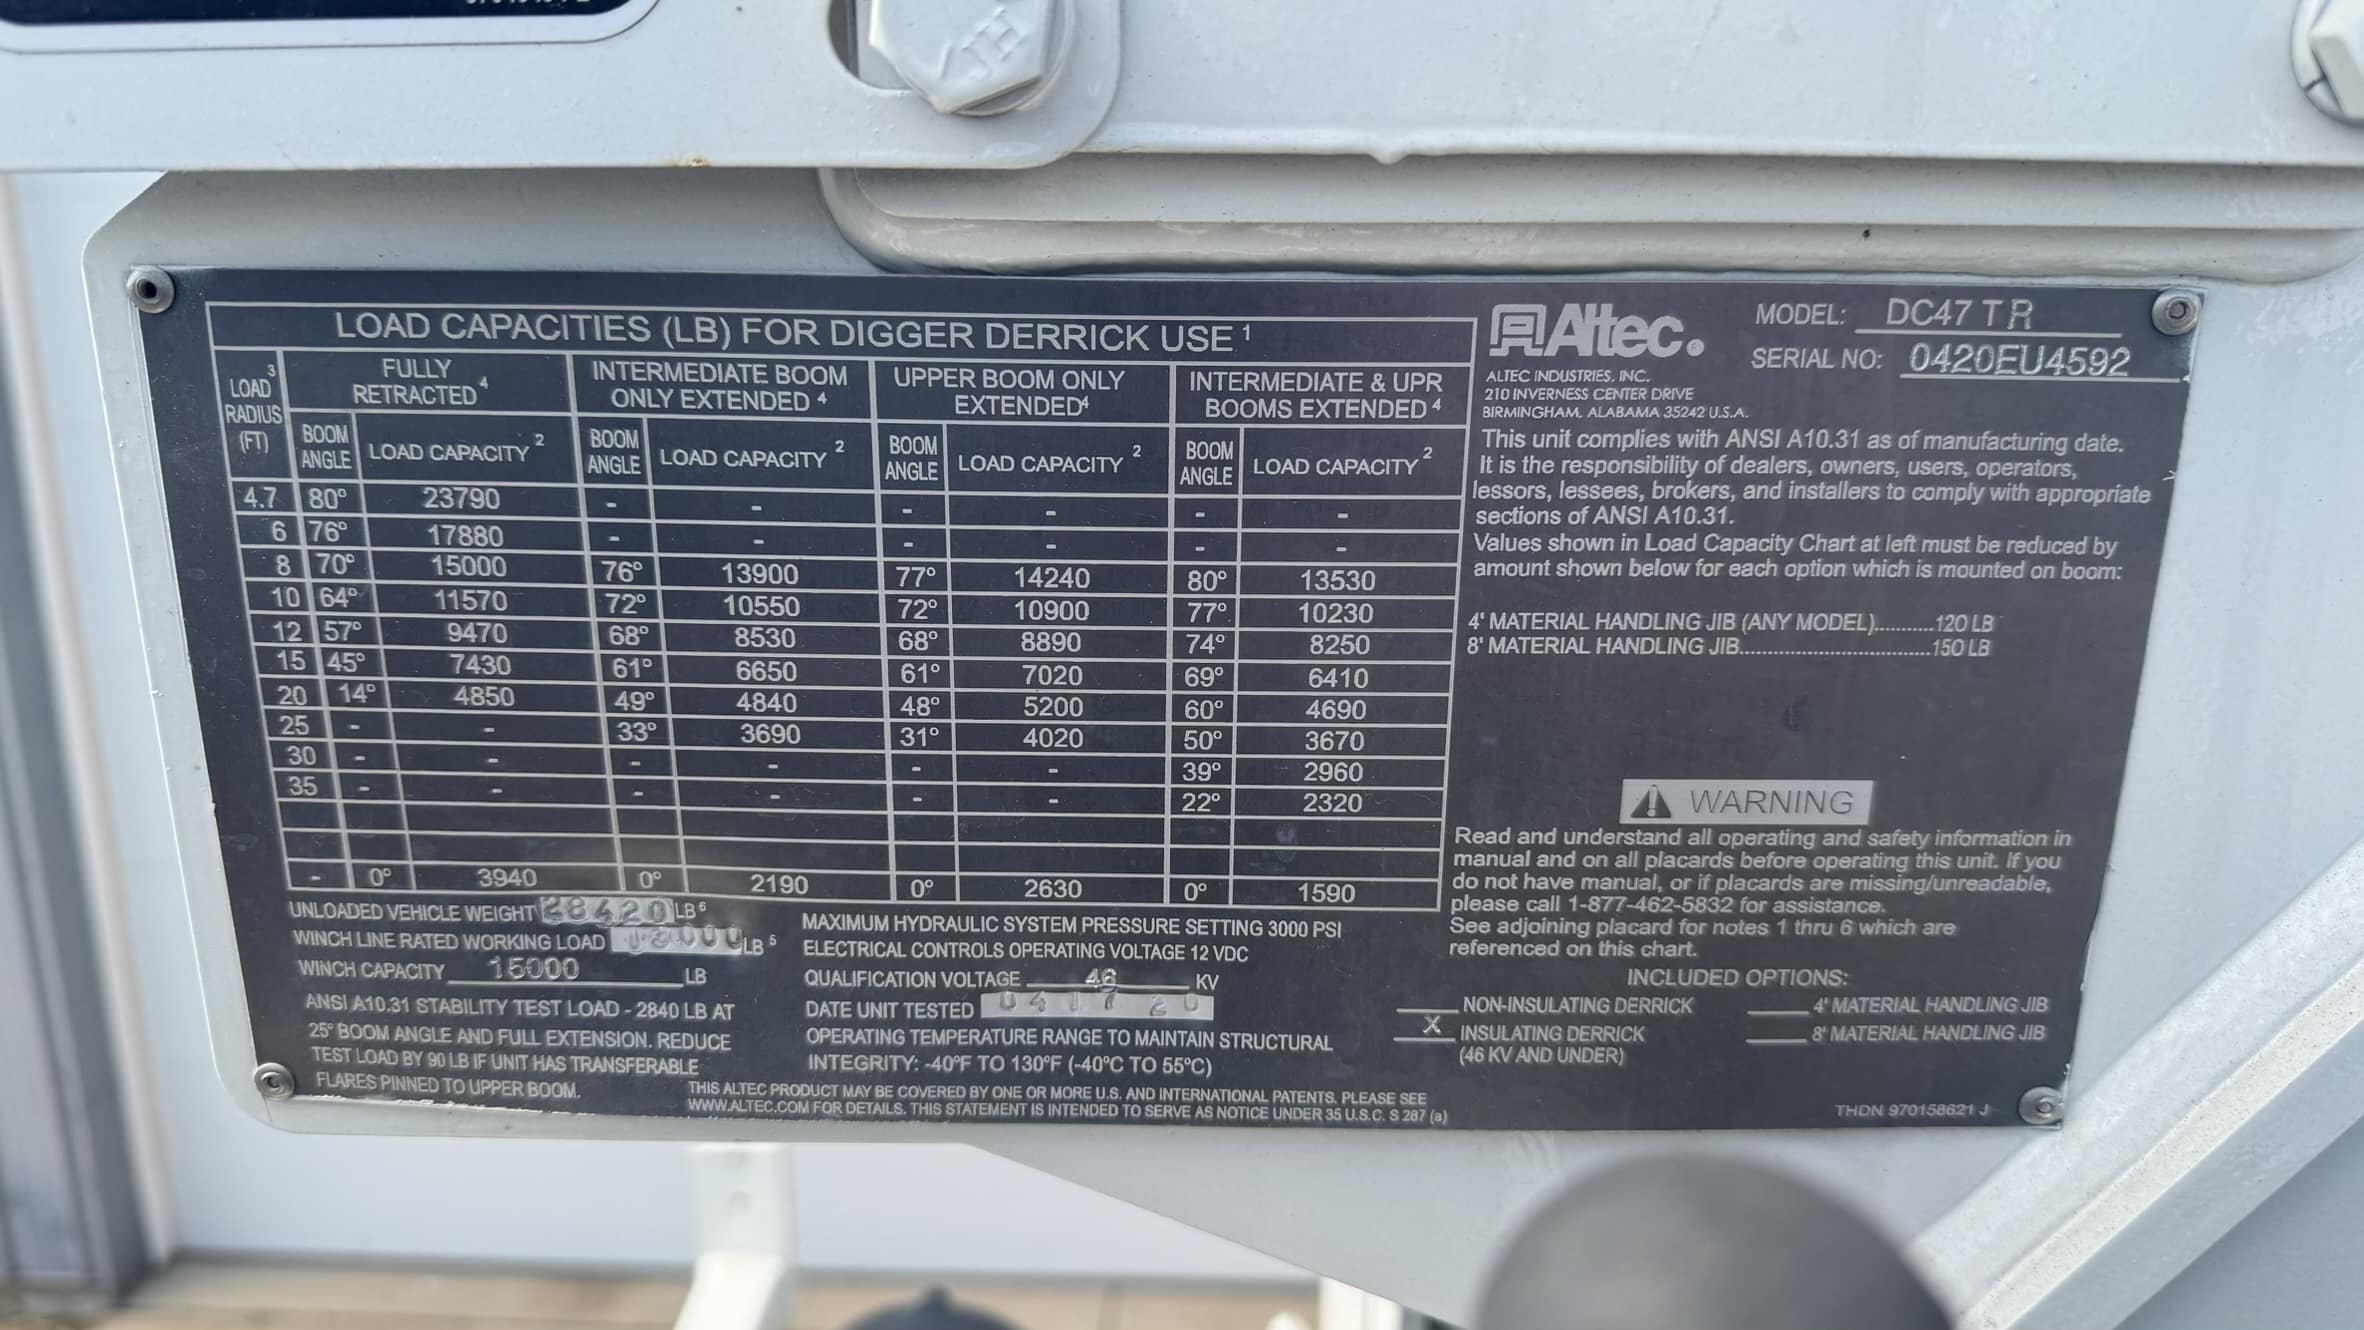 JH
LOAD CAPACITIES (LB) FOR DIGGER DERRICK USE 1
LOAD RADIUS (FT) 3
FULLY RETRACTED 4
INTERMEDIATE BOOM ONLY EXTENDED 4
UPPER BOOM ONLY EXTENDED 4
INTERMEDIATE & UPR BOOMS EXTENDED 4
BOOM ANGLE LOAD CAPACITY 2 BOOM ANGLE LOAD CAPACITY 2 BOOM ANGLE LOAD CAPACITY 2 BOOM ANGLE LOAD CAPACITY 2
4.7 80° 23790 - - - - - -
6 76° 17880 - - - - - -
8 70° 15000 76° 13900 77° 14240 80° 13530
10 64° 11570 72° 10550 72° 10900 77° 10230
12 57° 9470 68° 8530 68° 8890 74° 8250
15 45° 7430 61° 6650 61° 7020 69° 6410
20 14° 4850 49° 4840 48° 5200 60° 4690
25 - - 33° 3690 31° 4020 50° 3670
30 - - - - - - 39° 2960
35 - - - - - - 22° 2320
- 0° 3940 0° 2190 0° 2630 0° 1590
UNLOADED VEHICLE WEIGHT 28420 LB 6
WINCH LINE RATED WORKING LOAD LB 5
WINCH CAPACITY 15000 LB
ANSI A10.31 STABILITY TEST LOAD - 2840 LB AT
25° BOOM ANGLE AND FULL EXTENSION. REDUCE
TEST LOAD BY 90 LB IF UNIT HAS TRANSFERABLE
FLARES PINNED TO UPPER BOOM.
MAXIMUM HYDRAULIC SYSTEM PRESSURE SETTING 3000 PSI
ELECTRICAL CONTROLS OPERATING VOLTAGE 12 VDC
QUALIFICATION VOLTAGE 46 KV
DATE UNIT TESTED 041720
OPERATING TEMPERATURE RANGE TO MAINTAIN STRUCTURAL
INTEGRITY: -40°F TO 130°F (-40°C TO 55°C)
THIS ALTEC PRODUCT MAY BE COVERED BY ONE OR MORE U.S. AND INTERNATIONAL PATENTS. PLEASE SEE
WWW.ALTEC.COM FOR DETAILS. THIS STATEMENT IS INTENDED TO SERVE AS NOTICE UNDER 35 U.S.C. S 287 (a)
Altec.
MODEL: DC47 TR
SERIAL NO: 0420EU4592
ALTEC INDUSTRIES, INC.
210 INVERNESS CENTER DRIVE
BIRMINGHAM, ALABAMA 35242 U.S.A.
This unit complies with ANSI A10.31 as of manufacturing date.
It is the responsibility of dealers, owners, users, operators,
lessors, lessees, brokers, and installers to comply with appropriate
sections of ANSI A10.31.
Values shown in Load Capacity Chart at left must be reduced by
amount shown below for each option which is mounted on boom:
4' MATERIAL HANDLING JIB (ANY MODEL)..........120 LB
8' MATERIAL HANDLING JIB.................................150 LB
WARNING
Read and understand all operating and safety information in
manual and on all placards before operating this unit. If you
do not have manual, or if placards are missing/unreadable,
please call 1-877-462-5832 for assistance.
See adjoining placard for notes 1 thru 6 which are
referenced on this chart.
INCLUDED OPTIONS:
NON-INSULATING DERRICK
X INSULATING DERRICK
(46 KV AND UNDER)
4' MATERIAL HANDLING JIB
8' MATERIAL HANDLING JIB
THDN 970158621 J